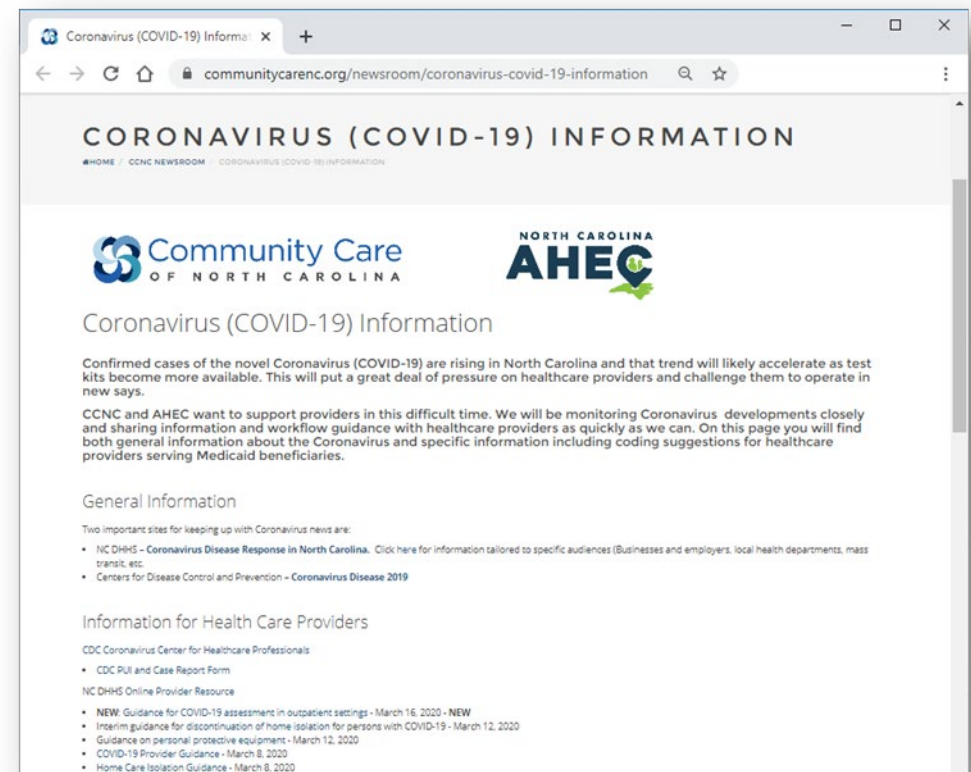 Coronavirus (COVID-19) Informa
communitycarenc.org/newsroom/coronavirus-covid-19-information
CORONAVIRUS (COVID-19) INFORMATION
HOME / CCNC NEWSROOM / CORONAVIRUS (COVID-19) INFORMATION
Community Care
OF NORTH CAROLINA
NORTH CAROLINA
AHEC
Coronavirus (COVID-19) Information
Confirmed cases of the novel Coronavirus (COVID-19) are rising in North Carolina and that trend will likely accelerate as test
kits become more available. This will put a great deal of pressure on healthcare providers and challenge them to operate in
new says.
CCNC and AHEC want to support providers in this difficult time. We will be monitoring Coronavirus developments closely
and sharing information and workflow guidance with healthcare providers as quickly as we can. On this page you will find
both general information about the Coronavirus and specific information including coding suggestions for healthcare
providers serving Medicaid beneficiaries.
General Information
Two important sites for keeping up with Coronavirus news are:
• NC DHHS – Coronavirus Disease Response in North Carolina. Click here for information tailored to specific audiences (Businesses and employers, local health departments, mass
transit, etc.
• Centers for Disease Control and Prevention – Coronavirus Disease 2019
Information for Health Care Providers
CDC Coronavirus Center for Healthcare Professionals
• CDC PUI and Case Report Form
NC DHHS Online Provider Resource
• NEW: Guidance for COVID-19 assessment in outpatient settings - March 16, 2020 - NEW
• Interim guidance for discontinuation of home isolation for persons with COVID-19 - March 12, 2020
• Guidance on personal protective equipment - March 12, 2020
• COVID-19 Provider Guidance - March 8, 2020
• Home Care Isolation Guidance - March 8, 2020